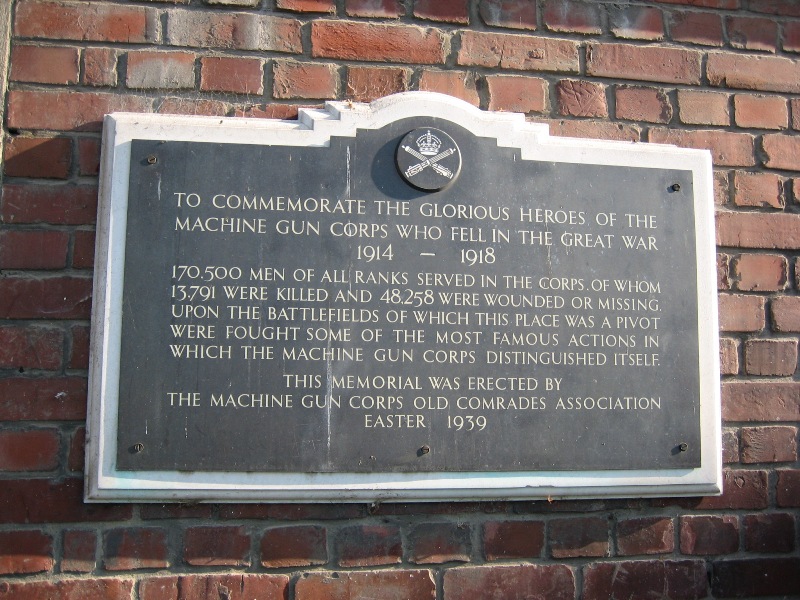 TO COMMEMORATE THE GLORIOUS HEROES OF THE
MACHINE GUN CORPS WHO FELL IN THE GREAT WAR
1914 – 1918
170.500 MEN OF ALL RANKS SERVED IN THE CORPS. OF WHOM
13.791 WERE KILLED AND 48.258 WERE WOUNDED OR MISSING.
UPON THE BATTLEFIELDS OF WHICH THIS PLACE WAS A PIVOT
WERE FOUGHT SOME OF THE MOST FAMOUS ACTIONS IN
WHICH THE MACHINE GUN CORPS DISTINGUISHED ITSELF.
THIS MEMORIAL WAS ERECTED BY
THE MACHINE GUN CORPS OLD COMRADES ASSOCIATION
EASTER 1939